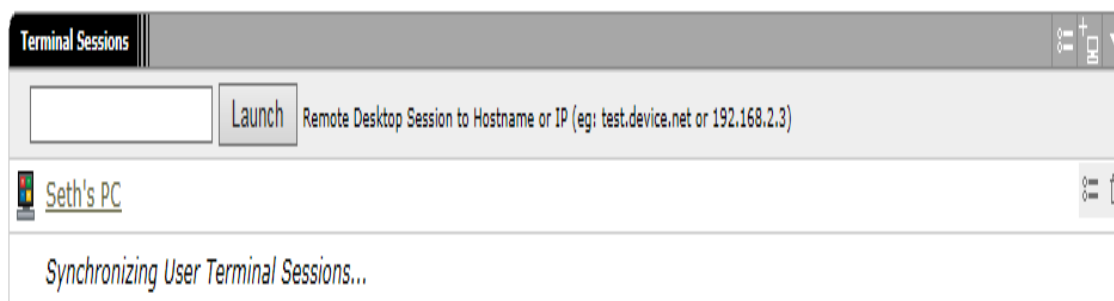 Terminal Sessions
Launch Remote Desktop Session to Hostname or IP (eg: test.device.net or 192.168.2.3)
Seth's PC
Synchronizing User Terminal Sessions...